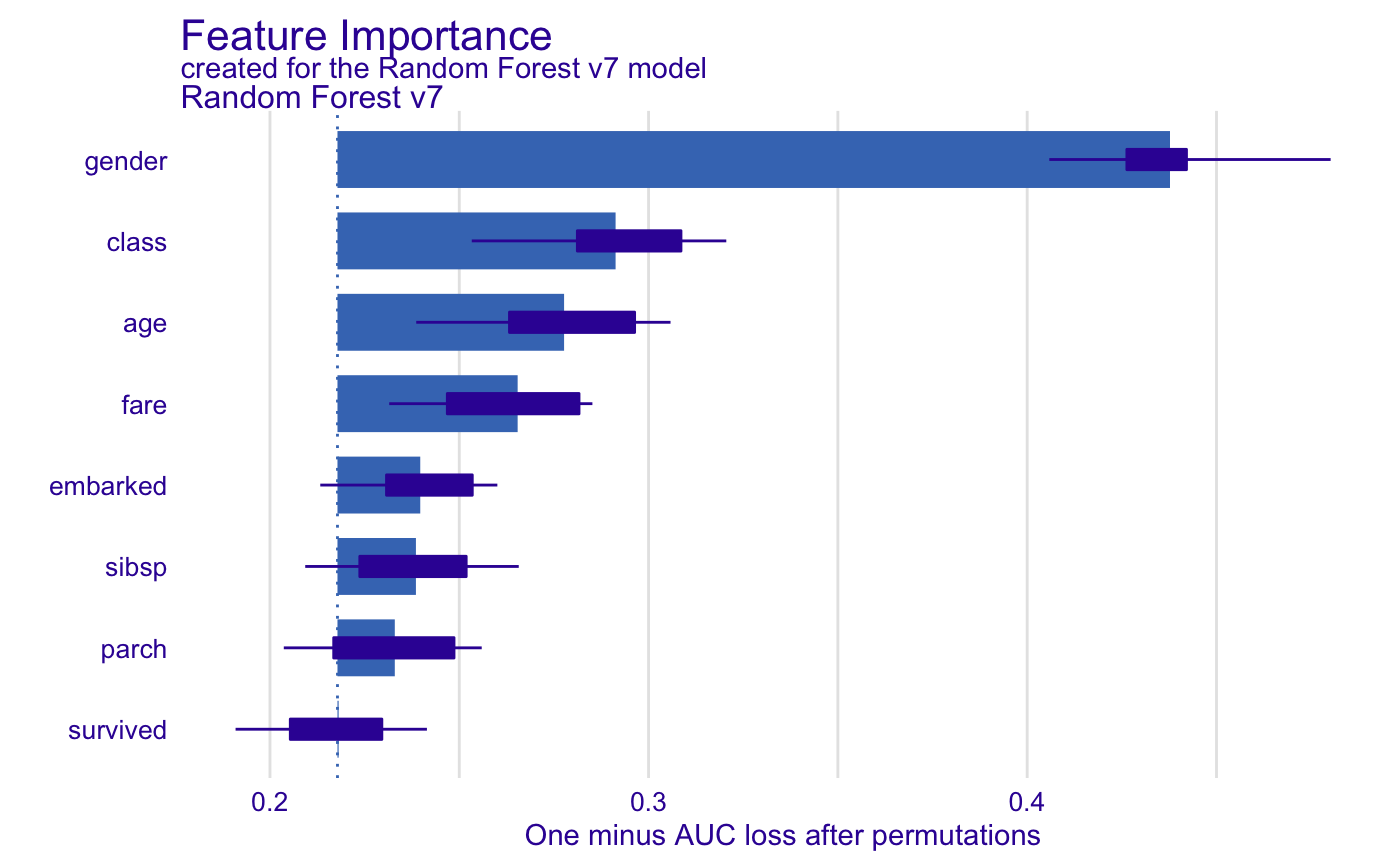 Feature Importance
created for the Random Forest v7 model
Random Forest v7
gender
class
age
fare
embarked
sibsp
parch
survived
0.2 0.3 0.4
One minus AUC loss after permutations